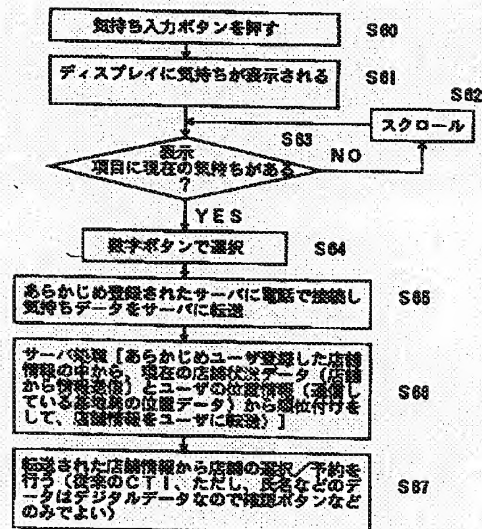 気持ち入力ボタンを押す
S60
ディスプレイに気持ちが表示される
S61
S62
スクロール
S63
表示
項目に現在の気持ちがある
?
NO
YES
数字ボタンで選択
S64
あらかじめ登録されたサーバに電話で接続し
気持ちデータをサーバに転送
S65
サーバ処理[あらかじめユーザ登録した店舗
情報の中から、現在の店舗状況データ(店舗
から情報送信)とユーザの位置情報(通信し
ている基地局の位置データ)から順位付けを
して、店舗情報をユーザに転送)]
S66
転送された店舗情報から店舗の選択/予約を
行う(従来のCTI、ただし、氏名などのデ
ータはデジタルデータなので確認ボタンなど
のみでよい)
S67